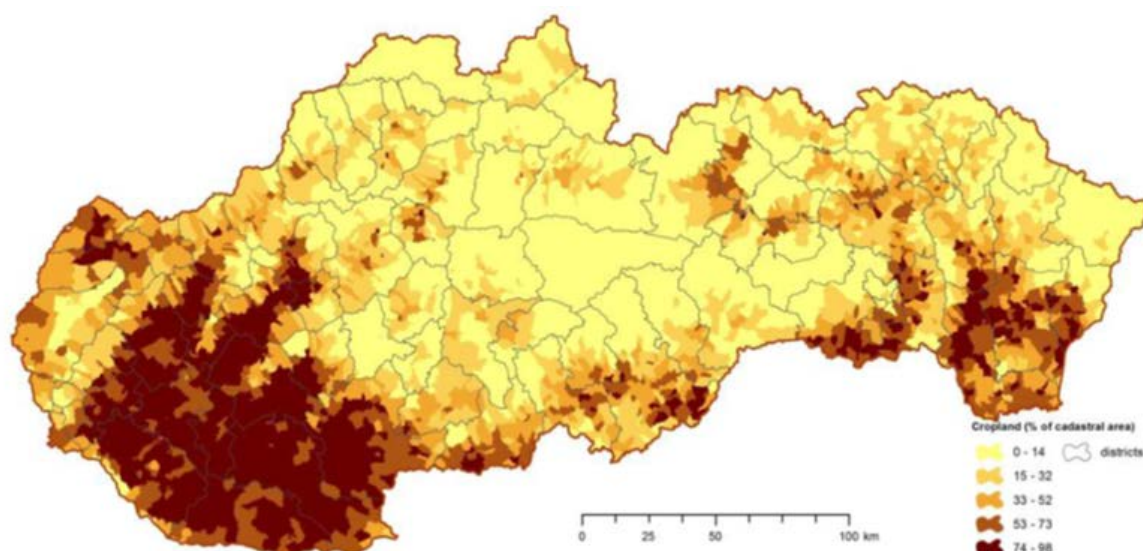 Cropland (% of cadastral area)
0 - 14 districts
15 - 32
33 - 52
53 - 73
74 - 98
0 25 50 100 km